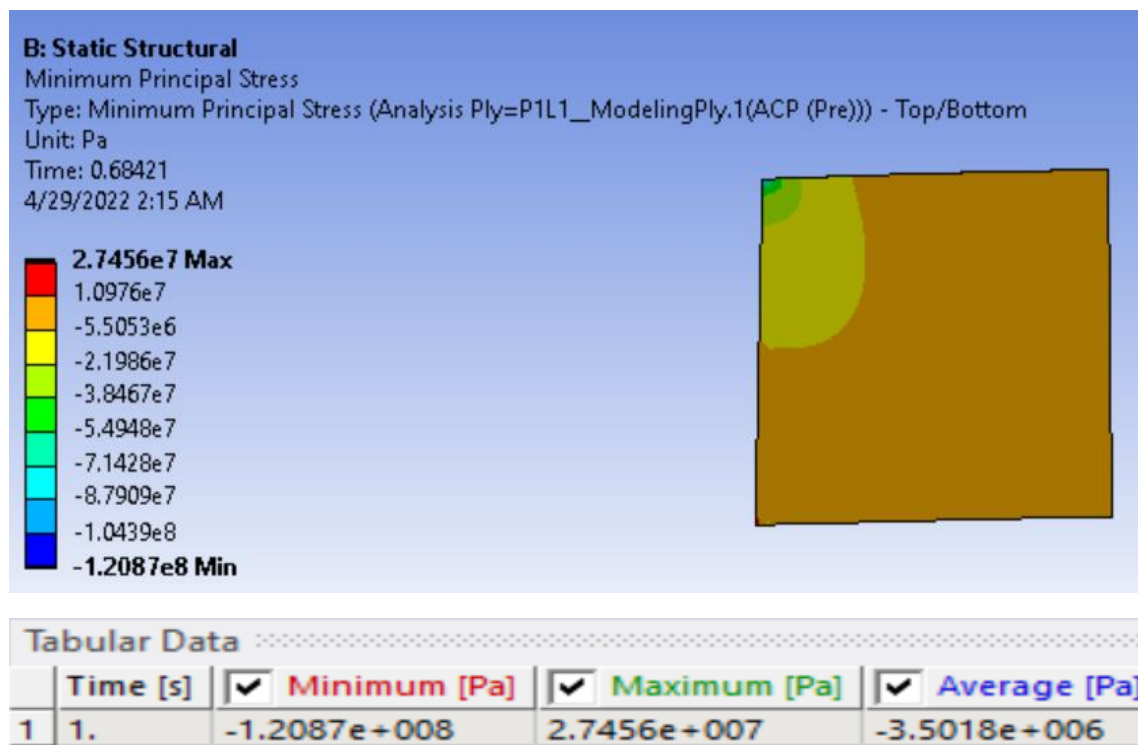 B: Static Structural
Minimum Principal Stress
Type: Minimum Principal Stress (Analysis Ply=P1L1__ModelingPly.1(ACP (Pre))) - Top/Bottom
Unit: Pa
Time: 0.68421
4/29/2022 2:15 AM
2.7456e7 Max
1.0976e7
-5.5053e6
-2.1986e7
-3.8467e7
-5.4948e7
-7.1428e7
-8.7909e7
-1.0439e8
-1.2087e8 Min
Tabular Data
Time [s] Minimum [Pa] Maximum [Pa] Average [Pa]
1 1. -1.2087e+008 2.7456e+007 -3.5018e+006